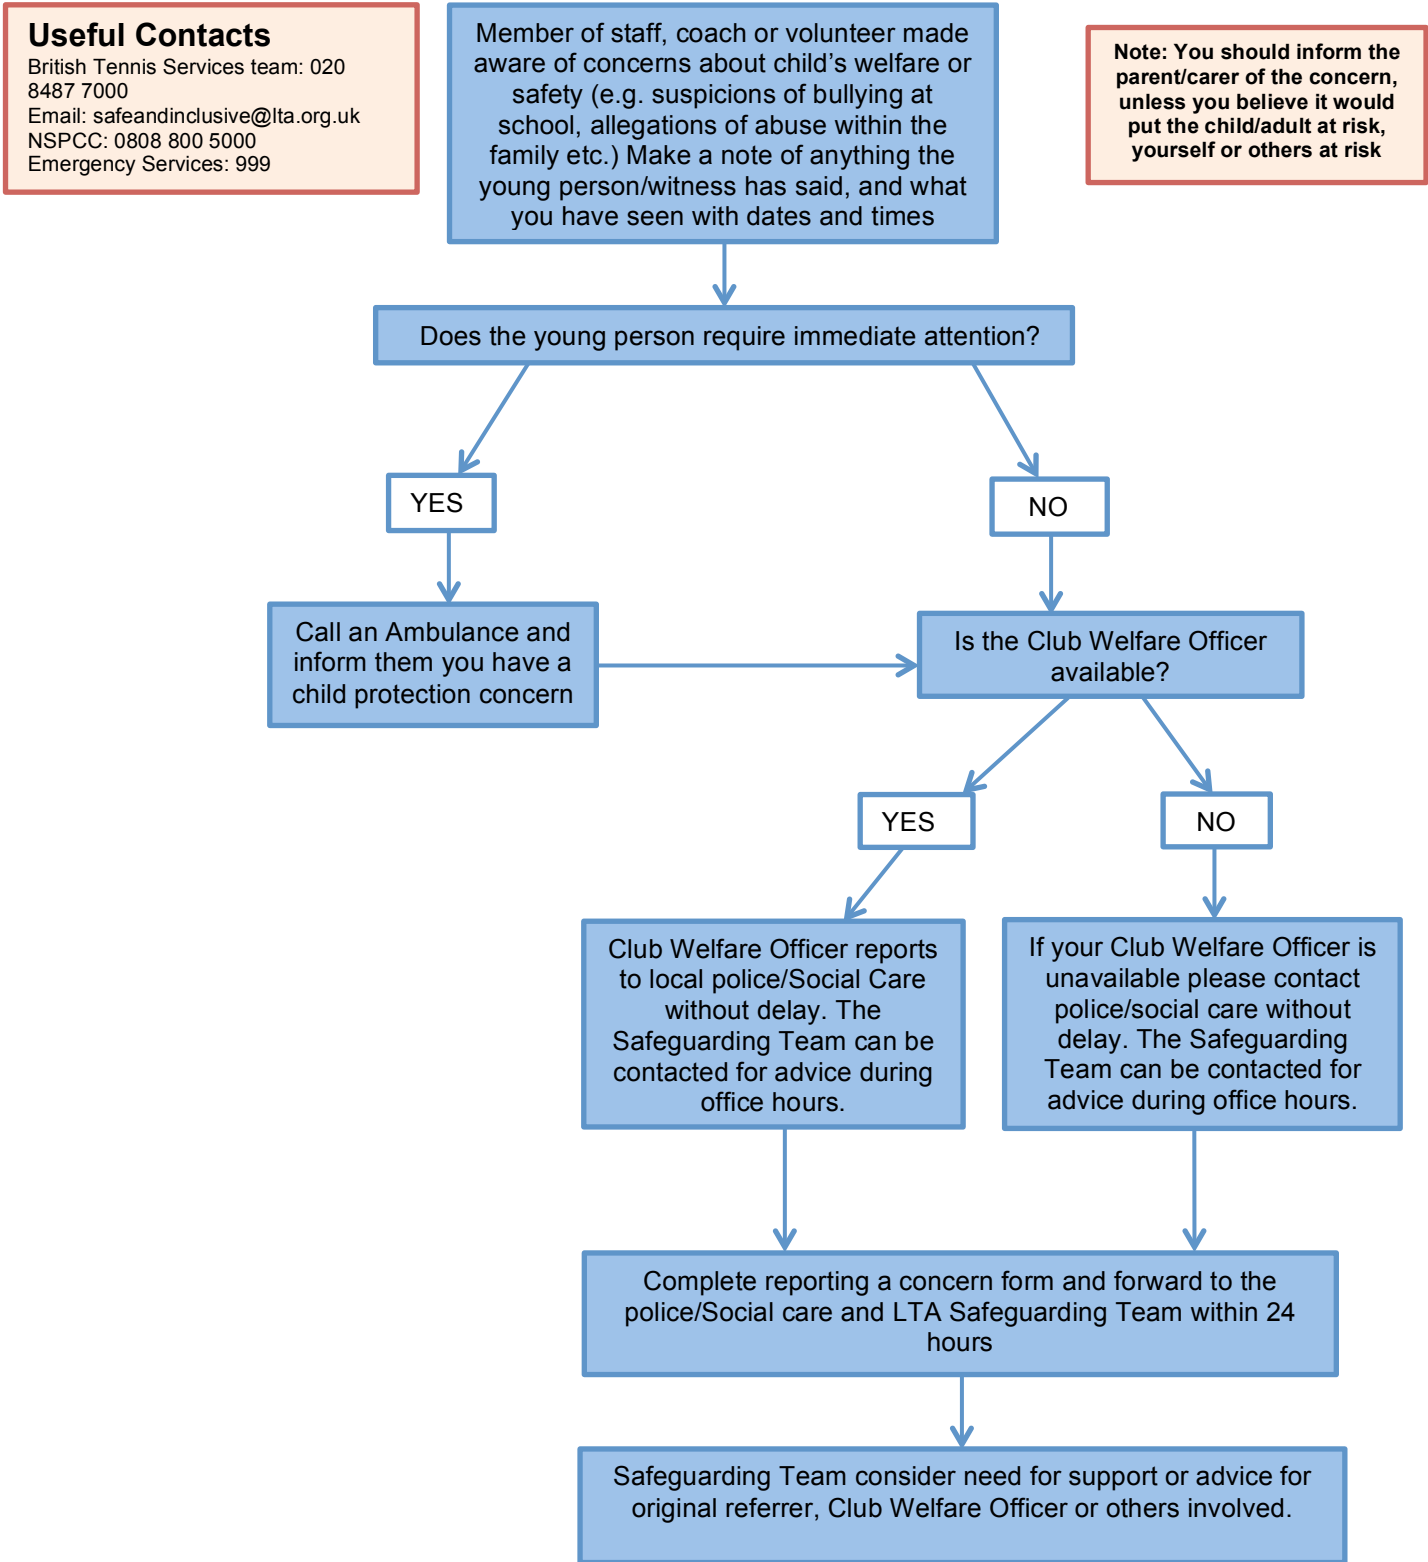 Useful Contacts
British Tennis Services team: 020
8487 7000
Email: safeandinclusive@lta.org.uk
NSPCC: 0808 800 5000
Emergency Services: 999
Member of staff, coach or volunteer made
aware of concerns about child’s welfare or
safety (e.g. suspicions of bullying at
school, allegations of abuse within the
family etc.) Make a note of anything the
young person/witness has said, and what
you have seen with dates and times
Note: You should inform the
parent/carer of the concern,
unless you believe it would
put the child/adult at risk,
yourself or others at risk
Does the young person require immediate attention?
YES
NO
Call an Ambulance and
inform them you have a
child protection concern
Is the Club Welfare Officer
available?
YES
NO
Club Welfare Officer reports
to local police/Social Care
without delay. The
Safeguarding Team can be
contacted for advice during
office hours.
If your Club Welfare Officer is
unavailable please contact
police/social care without
delay. The Safeguarding
Team can be contacted for
advice during office hours.
Complete reporting a concern form and forward to the
police/Social care and LTA Safeguarding Team within 24
hours
Safeguarding Team consider need for support or advice for
original referrer, Club Welfare Officer or others involved.